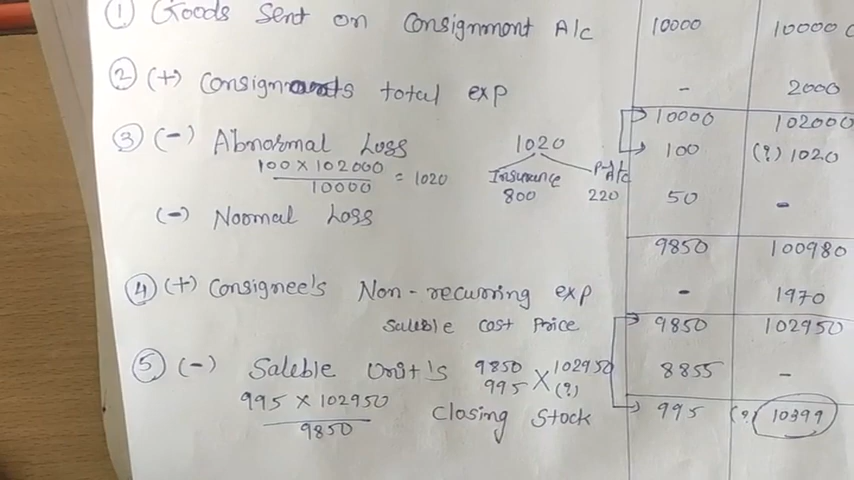 ① Goods Sent on Consignment A/c 10000 100000
② (+) Consignments total exp - 2000
10000 102000
③ (-) Abnormal Loss 1020 100 (?) 1020
100 x 102000 / 10000 = 1020 Insurance 800 P-A/c 220
(-) Normal Loss 50 -
9850 100980
④ (+) Consignee's Non-recurring exp - 1970
Saleble cost Price 9850 102950
⑤ (-) Saleble Unit's 9850 X 102950 8855 -
995 (?)
995 x 102950 / 9850 Closing Stock 995 (?) 10399